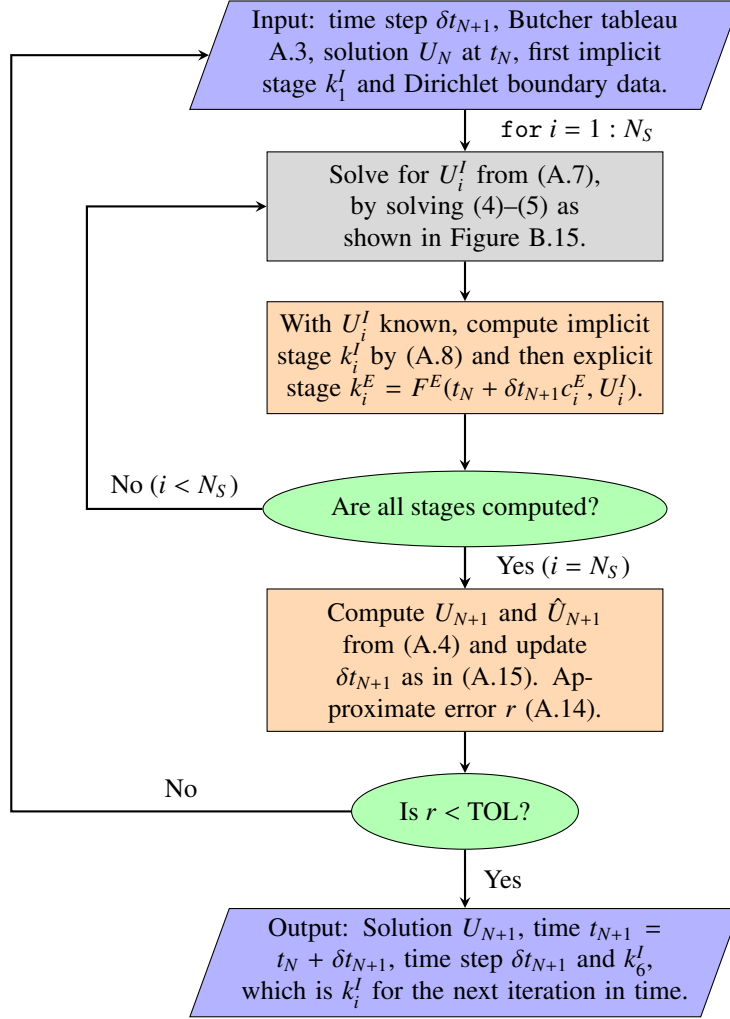 Input: time step δt_{N+1}, Butcher tableau
A.3, solution U_N at t_N, first implicit
stage k_1^I and Dirichlet boundary data.
for i = 1 : N_S
Solve for U_i^I from (A.7),
by solving (4)–(5) as
shown in Figure B.15.
With U_i^I known, compute implicit
stage k_i^I by (A.8) and then explicit
stage k_i^E = F^E(t_N + δt_{N+1}c_i^E, U_i^I).
No (i < N_S)
Are all stages computed?
Yes (i = N_S)
Compute U_{N+1} and Û_{N+1}
from (A.4) and update
δt_{N+1} as in (A.15). Ap-
proximate error r (A.14).
No
Is r < TOL?
Yes
Output: Solution U_{N+1}, time t_{N+1} =
t_N + δt_{N+1}, time step δt_{N+1} and k_6^I,
which is k_i^I for the next iteration in time.